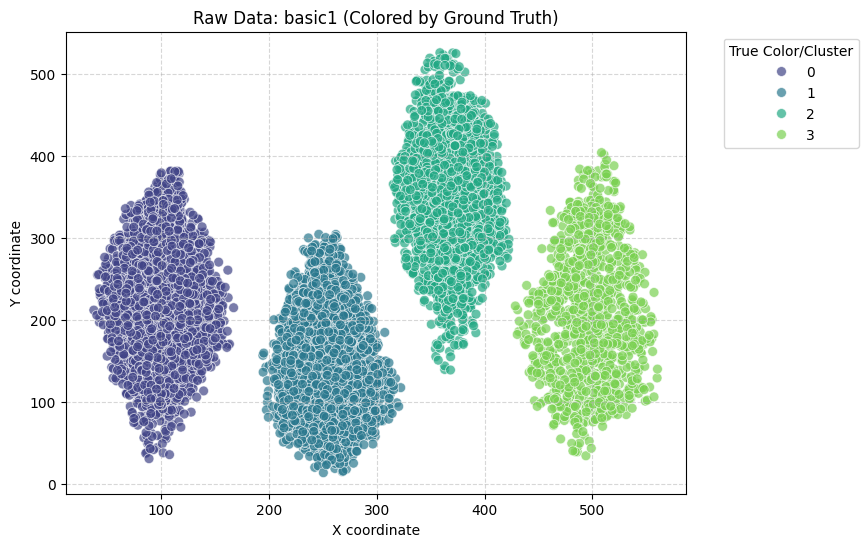 Raw Data: basic1 (Colored by Ground Truth)
True Color/Cluster
0
1
2
3
Y coordinate
500
400
300
200
100
0
100 200 300 400 500
X coordinate